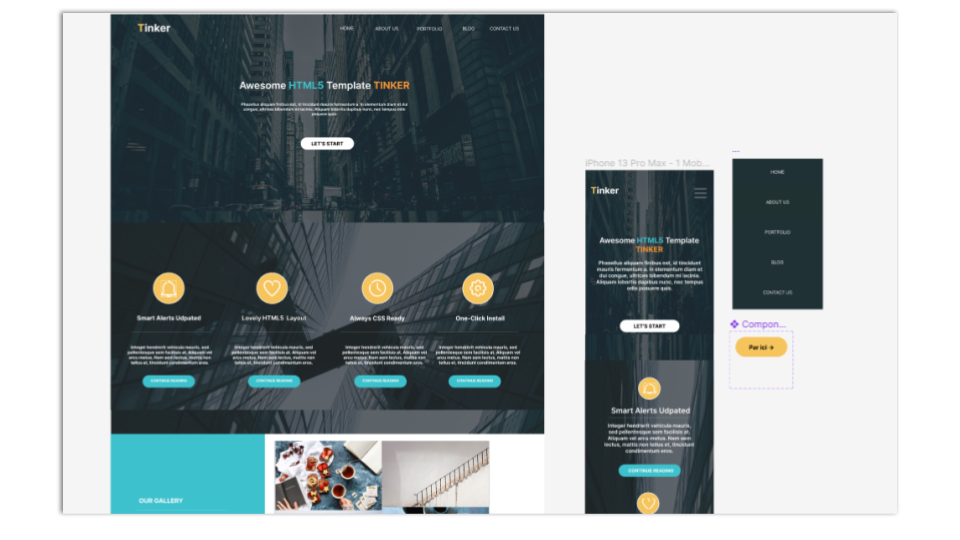 Tinker
HOME ABOUT US PORTFOLIO BLOG CONTACT US
Awesome HTML5 Template TINKER
Phasellus aliquam finibus est, id tincidunt mauris fermentum a. In elementum diam et dui
congue, ultrices bibendum mi lacinia. Aliquam lobortis dapibus nunc, nec tempus odio
posuere quis.
LET'S START
Smart Alerts Udpated
Lovely HTML5 Layout
Always CSS Ready
One-Click Install
Integer hendrerit vehicula mauris, sed
pellentesque sem facilisis at. Aliquam vel
arcu metus. Nam sem lectus, mattis non
tellus et, tincidunt condimentum eros.
CONTINUE READING
Integer hendrerit vehicula mauris, sed
pellentesque sem facilisis at. Aliquam vel
arcu metus. Nam sem lectus, mattis non
tellus et, tincidunt condimentum eros.
CONTINUE READING
Integer hendrerit vehicula mauris, sed
pellentesque sem facilisis at. Aliquam vel
arcu metus. Nam sem lectus, mattis non
tellus et, tincidunt condimentum eros.
CONTINUE READING
Integer hendrerit vehicula mauris, sed
pellentesque sem facilisis at. Aliquam vel
arcu metus. Nam sem lectus, mattis non
tellus et, tincidunt condimentum eros.
CONTINUE READING
OUR GALLERY
iPhone 13 Pro Max - 1 Mob...
Tinker
Awesome HTML5 Template
TINKER
Phasellus aliquam finibus est, id tincidunt
mauris fermentum a. In elementum diam et
dui congue, ultrices bibendum mi lacinia.
Aliquam lobortis dapibus nunc, nec tempus
odio posuere quis.
LET'S START
Smart Alerts Udpated
Integer hendrerit vehicula mauris,
sed pellentesque sem facilisis at.
Aliquam vel arcu metus. Nam sem
lectus, mattis non tellus et, tincidunt
condimentum eros.
CONTINUE READING
HOME
ABOUT US
PORTFOLIO
BLOG
CONTACT US
Compon...
Par ici →